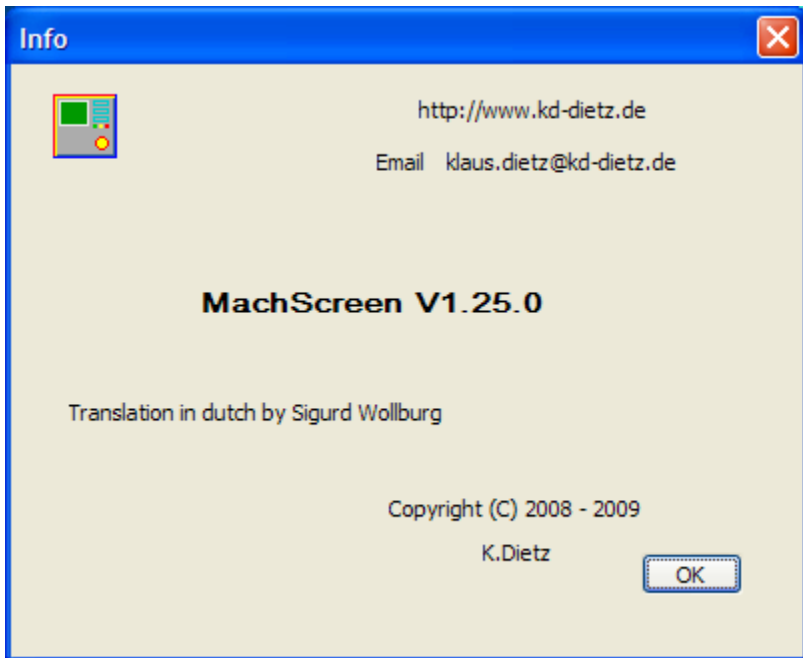 Info
http://www.kd-dietz.de
Email klaus.dietz@kd-dietz.de
MachScreen V1.25.0
Translation in dutch by Sigurd Wollburg
Copyright (C) 2008 - 2009
K.Dietz
OK